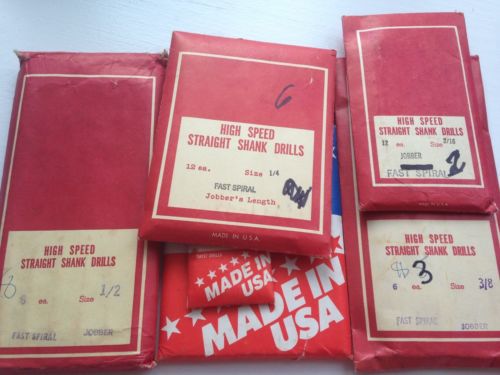 HIGH SPEED
STRAIGHT SHANK DRILLS
6 ea. Size 1/2
FAST SPIRAL JOBBER
6
HIGH SPEED
STRAIGHT SHANK DRILLS
12 ea. Size 1/4
FAST SPIRAL
Jobber's Length
MADE IN U.S.A.
HIGH SPEED
STRAIGHT SHANK DRILLS
12 ea. Size 7/16
JOBBER
FAST SPIRAL 2
MADE IN U.S.A.
HIGH SPEED
STRAIGHT SHANK DRILLS
3
6 ea. Size 3/8
FAST SPIRAL JOBBER
MADE IN
USA
MADE IN
USA